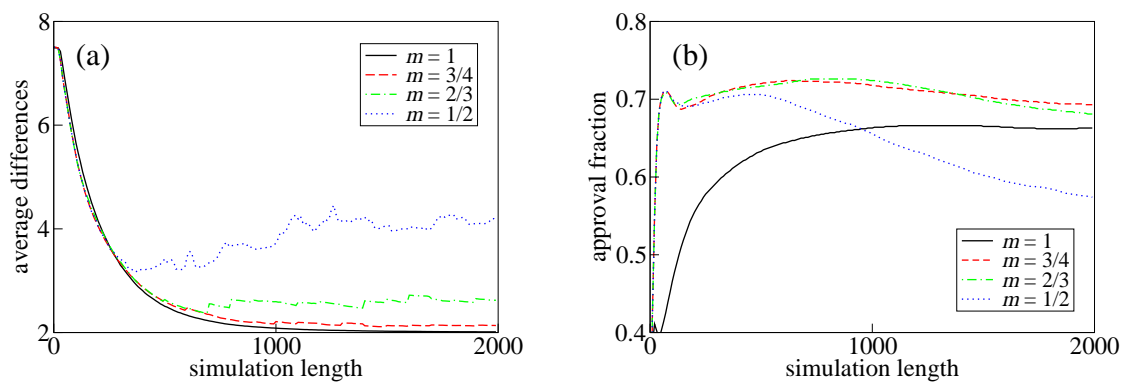 (a)
m = 1
m = 3/4
m = 2/3
m = 1/2
average differences
8
6
4
2
0
1000
2000
simulation length
(b)
m = 1
m = 3/4
m = 2/3
m = 1/2
approval fraction
0.8
0.7
0.6
0.5
0.4
0
1000
2000
simulation length